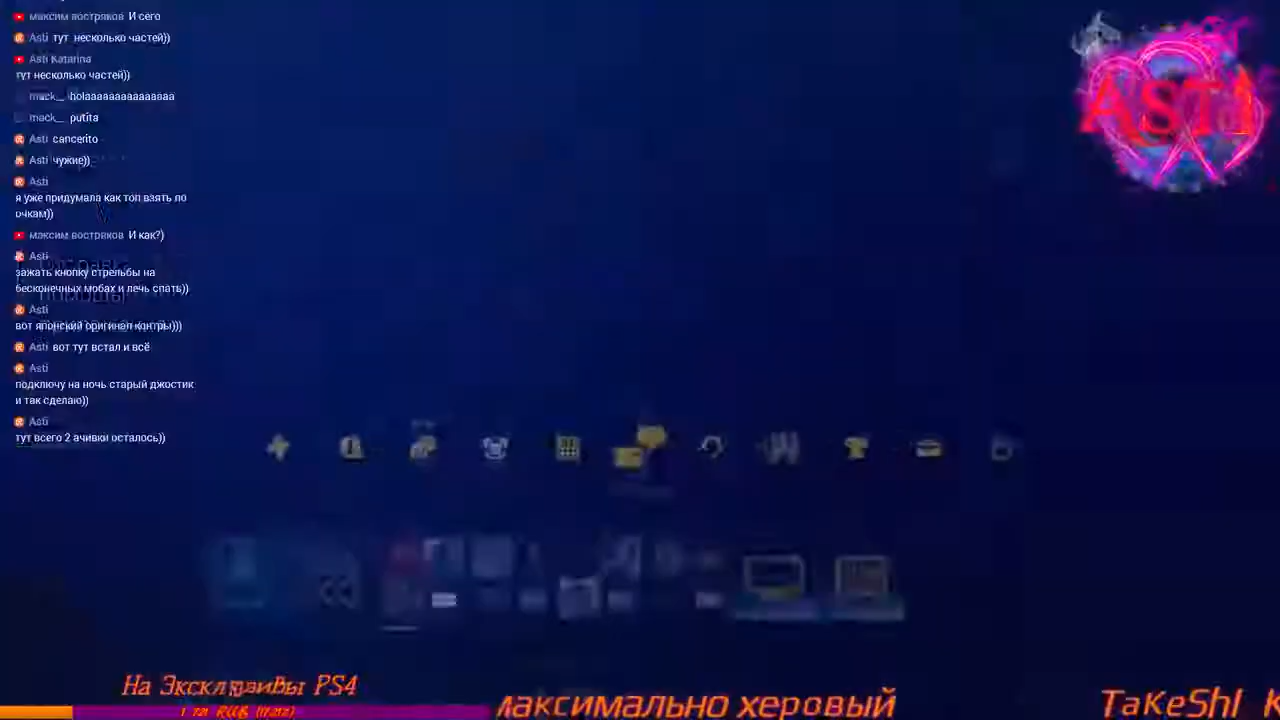 максим востряков И сего
Asti тут несколько частей))
Asti Katarina
тут несколько частей))
mack__ holaaaaaaaaaaaaaaa
mack__ putita
Asti cancerito
Asti чужие))
Asti
я уже придумала как топ взять по
очкам))
максим востряков И как?)
Asti
зажать кнопку стрельбы на
бесконечных мобах и лечь спать))
Asti
вот японский оригинал контры)))
Asti вот тут встал и всё
Asti
подключу на ночь старый джостик
и так сделаю))
Asti
тут всего 2 ачивки осталось))
ASTI
На Эксклюзивы PS4
максимально херовый
TaKeShI_K